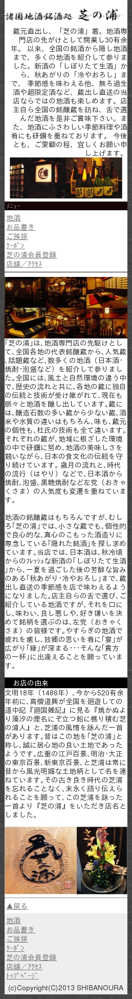 諸国地酒銘酒処 芝の浦
蔵元直出し、「芝の浦」着。地酒専
門店の先がけとして開業し30有余
年。 以来、全国の銘酒から隠し地酒
まで、多くの地酒を紹介して参りま
した。新酒の「しぼりたて生酒」か
ら、秋あがりの「冷やおろし」ま
で、 季節感を味わえる他、無ろ過生
酒や超限定酒など、蔵出し直送の当
店ならではの地酒も楽しめます。店
主自ら全国の銘醸蔵を訪ね、舌で選
んだ地酒を是非ご賞味下さい。ま
た、地酒にふさわしい季節料理や酒
肴にも研鑚を重ねております。 今後
とも、ご愛顧の程、宜しくお願い申
し上げます。
ﾒﾆｭｰ
地酒
お品書き
ご挨拶
ｸｰﾎﾟﾝ
芝の浦会員登録
店舗／ｱｸｾｽ
｢芝の浦｣は､地酒専門店の先駆けとし
て､全国各地の代表銘醸蔵から､人気蔵
､話題蔵など､数多くの地酒（日本酒･
焼酎･泡盛など）を紹介して参りまし
た｡全国には､風土と自然環境の違う中
で､歴史の流れと共に､各地の蔵に独自
の伝統と技術が受け継がれて､現在も
脈々と地酒を醸し出しています｡蔵に
は､醸造石数の多い蔵から少ない蔵､酒
米や水質の違いはもちろん､味も､蔵元
の個性も､杜氏の技術も全て違います｡
それぞれの蔵が､地域に根ざした環境
の中で研鑚に努め､地酒の美味しさを
競いながら､日本の食文化の伝統を守
り続けています｡ 歳月の流れと､時代
の流行（はやり）などで､日本酒から
焼酎､泡盛､黒糖焼酎など左党（おきゃ
くさま）の人気度も変遷を重ねていま
す。
地酒の銘醸蔵はもちろんですが､むし
ろ｢芝の浦｣では､小さな蔵でも､個性的
で良心的な､真心のこもった酒造りに
専念している｢隠れた銘酒｣を探し求め
ています｡当店では､日本酒は､秋冷頃
からのﾌﾚｯｼｭな新酒の｢しぼりたて生酒
｣から､一夏を過ごした後の芳醇な旨み
のある｢秋あがり･冷やおろし｣まで､蔵
出し直送の季節感を店で味わえるよう
になりました｡店主自らの舌で選び､ご
紹介している地酒ですが､それを口に
し､味わい､良し悪しや､好き嫌いを決
めて銘柄を選ぶのは､左党（おきゃく
さま）の皆様です｡やすらぎの地酒で
疲れを癒し､故郷の思いを肴に｢宴｣が
広がり｢縁｣が深まる･･･そんな｢貴方
の一杯｣に出逢えることを願っていま
す。
お店の由来
文明18年（1486年）､今から520有余
年前に､高僧道興が全国を廻遊しての
道中記『廻国雑記』に見る『焼かぬよ
り藻汐の煙名にぞ立つ船に樵り積む芝
の浦人』と､芝浦の風情を詠んだ一首
があります｡昔はこの地を｢芝の浦｣と
称し､誠に居心地の良い土地であった
ようです｡広重の江戸百景､明治･大正
の東京百景､新東京百景､と芝浦は常に
昔から風光明媚な土地柄として名を連
ねています｡その古き良き時代の芝浦
を忘れることなく､末永く語り伝えら
れることを願って､この芝浦を詠った
一首より『芝の浦』をいただき店名と
しました。
▲戻る
地酒
お品書き
ご挨拶
ｸｰﾎﾟﾝ
芝の浦会員登録
店舗／ｱｸｾｽ
ﾄｯﾌﾟﾍﾟｰｼﾞ
(c)Copyright(C)2013 SHIBANOURA